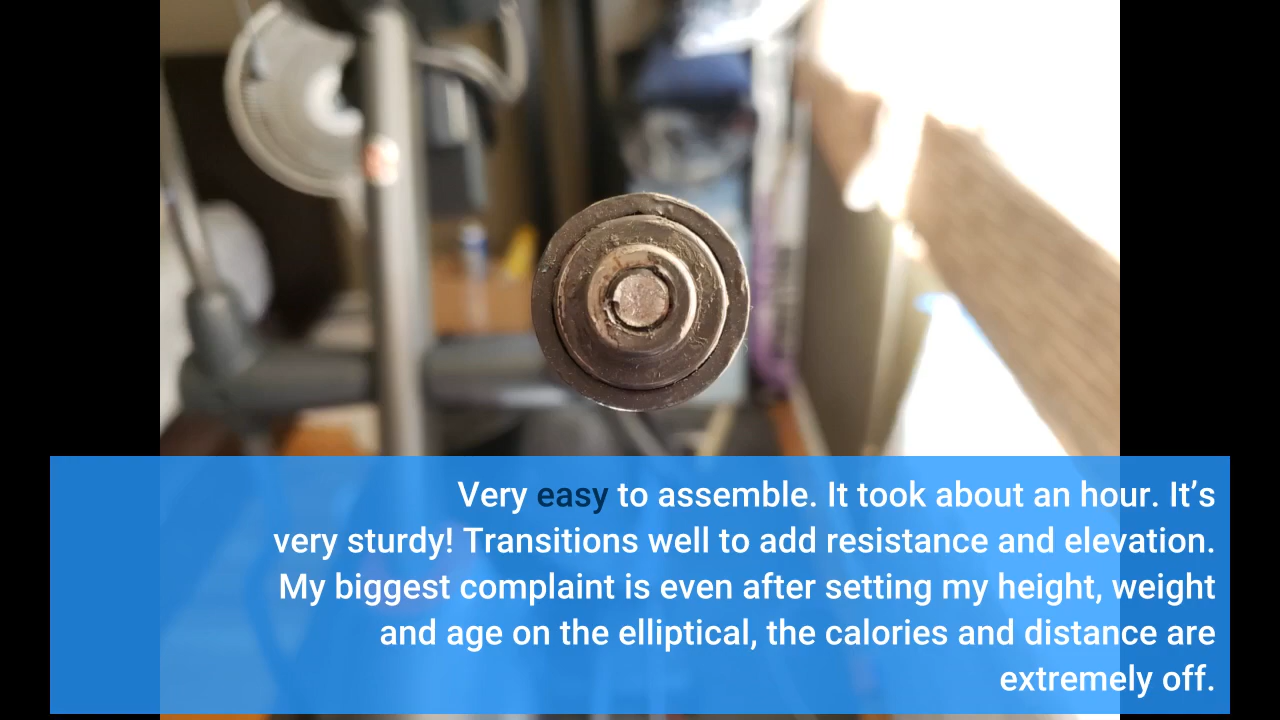 Very easy to assemble. It took about an hour. It’s
very sturdy! Transitions well to add resistance and elevation.
My biggest complaint is even after setting my height, weight
and age on the elliptical, the calories and distance are
extremely off.